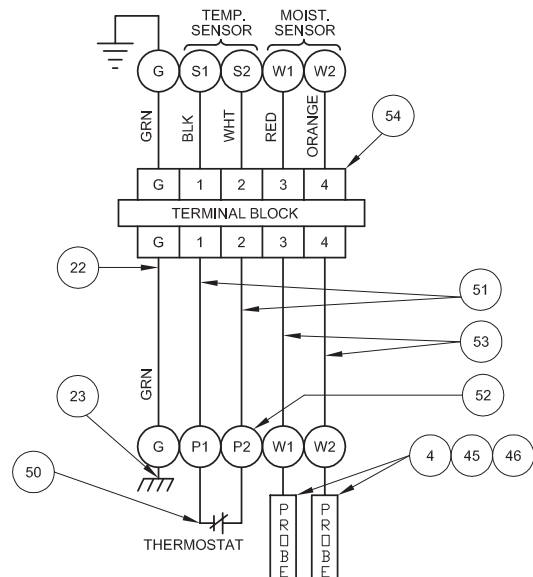 TEMP. MOIST.
SENSOR SENSOR
G S1 S2 W1 W2
GRN BLK WHT RED ORANGE
54
G 1 2 3 4
TERMINAL BLOCK
G 1 2 3 4
22
51
53
GRN
23
52
G P1 P2 W1 W2
50
4 45 46
THERMOSTAT
PROBE PROBE